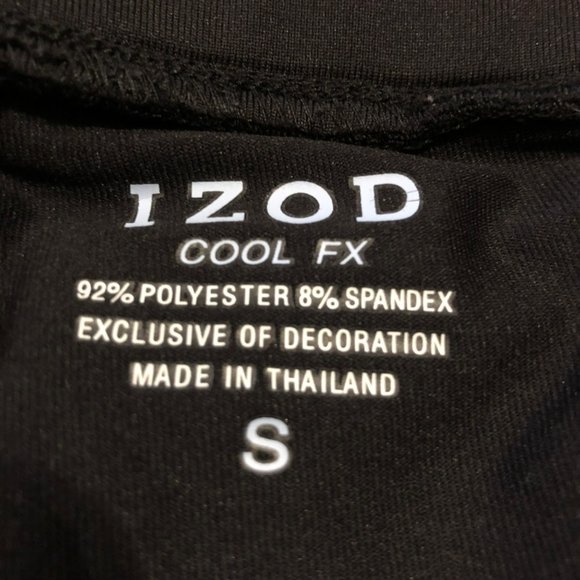 IZOD
COOL FX
92% POLYESTER 8% SPANDEX
EXCLUSIVE OF DECORATION
MADE IN THAILAND
S